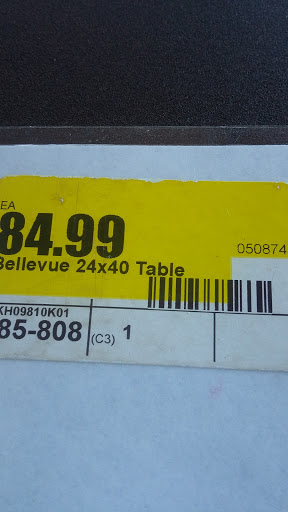 EA
84.99
Bellevue 24x40 Table
050874
KH09810K01
85-808 (C3) 1